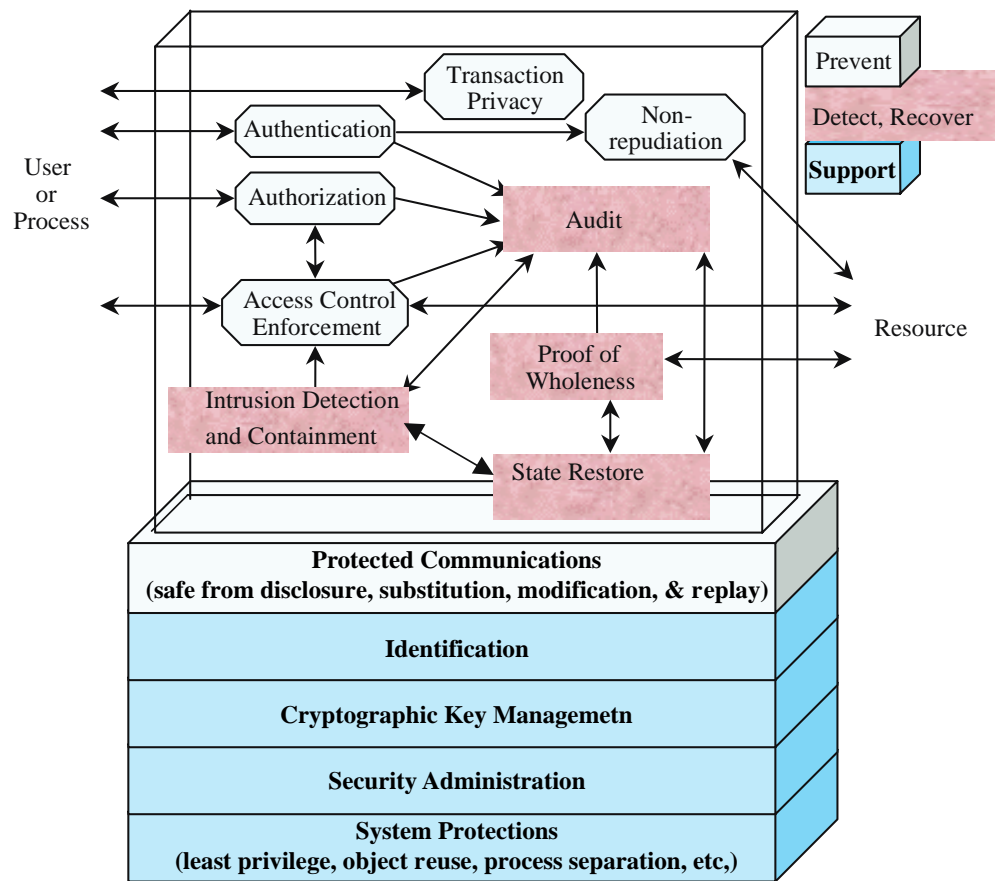 Transaction
Privacy
Prevent
Authentication
Non-
repudiation
Detect, Recover
User
or
Process
Support
Authorization
Audit
Access Control
Enforcement
Resource
Proof of
Wholeness
Intrusion Detection
and Containment
State Restore
Protected Communications
(safe from disclosure, substitution, modification, & replay)
Identification
Cryptographic Key Managemetn
Security Administration
System Protections
(least privilege, object reuse, process separation, etc,)